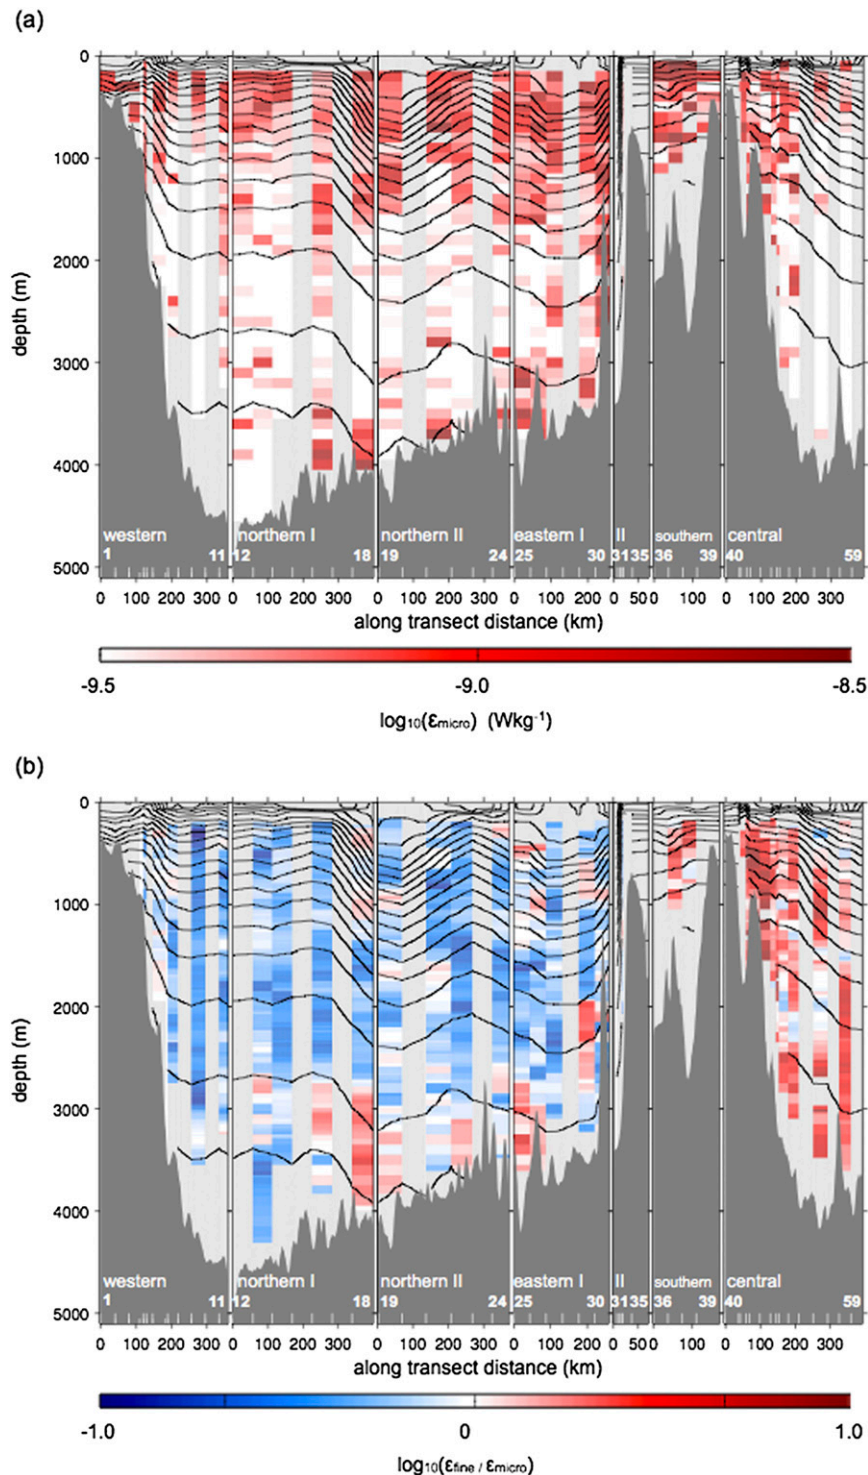 (a)
0
1000
2000
3000
4000
5000
depth (m)
western northern I northern II eastern I II southern central
1 11 12 18 19 24 25 30 31 35 36 39 40 59
0 100 200 300 0 100 200 300 0 100 200 300 0 100 200 0 50 0 100 0 100 200 300
along transect distance (km)
-9.5 -9.0 -8.5
log₁₀(εmicro) (Wkg⁻¹)
(b)
0
1000
2000
3000
4000
5000
depth (m)
western northern I northern II eastern I II southern central
1 11 12 18 19 24 25 30 31 35 36 39 40 59
0 100 200 300 0 100 200 300 0 100 200 300 0 100 200 0 50 0 100 0 100 200 300
along transect distance (km)
-1.0 0 1.0
log₁₀(εfine / εmicro)